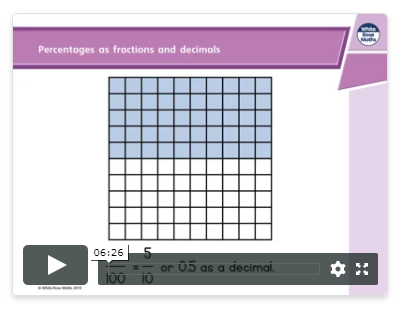 White
Rose
Maths
Percentages as fractions and decimals
06:26
5
100 = 10 or 0.5 as a decimal.
© White Rose Maths 2019